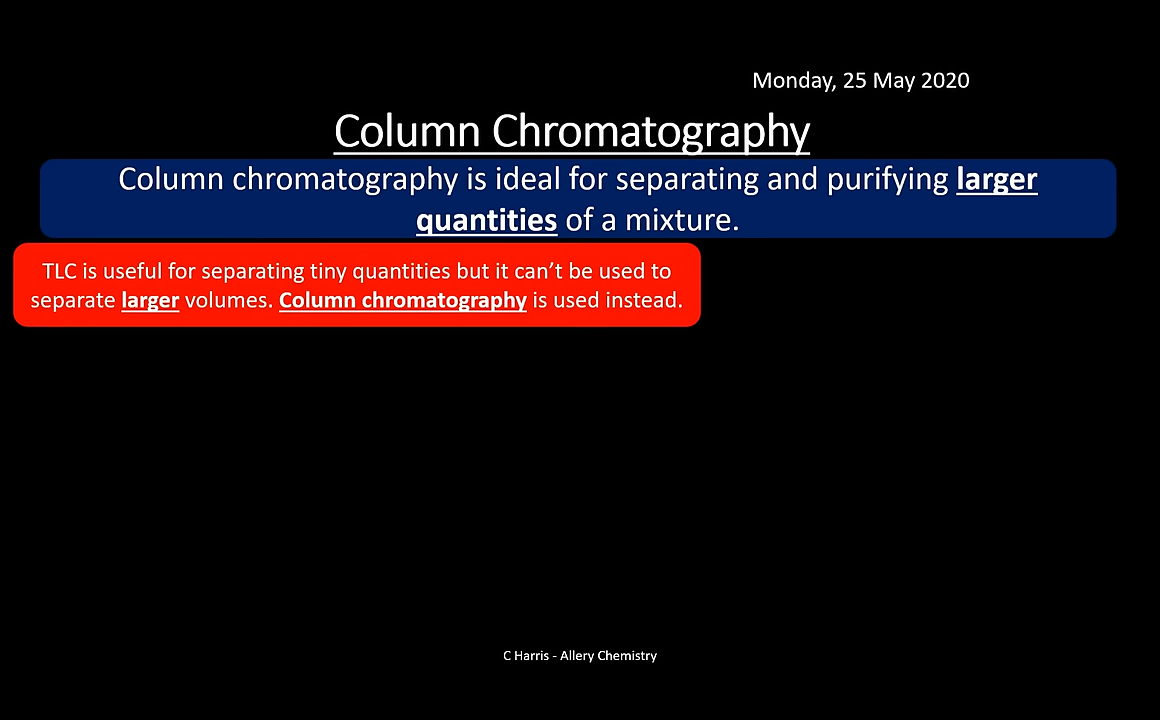 Monday, 25 May 2020
Column Chromatography
Column chromatography is ideal for separating and purifying larger
quantities of a mixture.
TLC is useful for separating tiny quantities but it can’t be used to
separate larger volumes. Column chromatography is used instead.
C Harris - Allery Chemistry